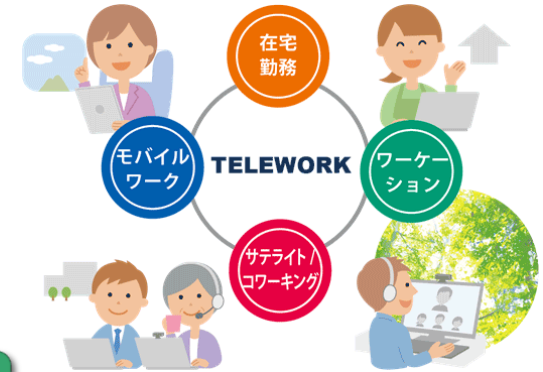 在宅
勤務
モバイル
ワーク
TELEWORK
ワーケー
ション
サテライト /
コワーキング